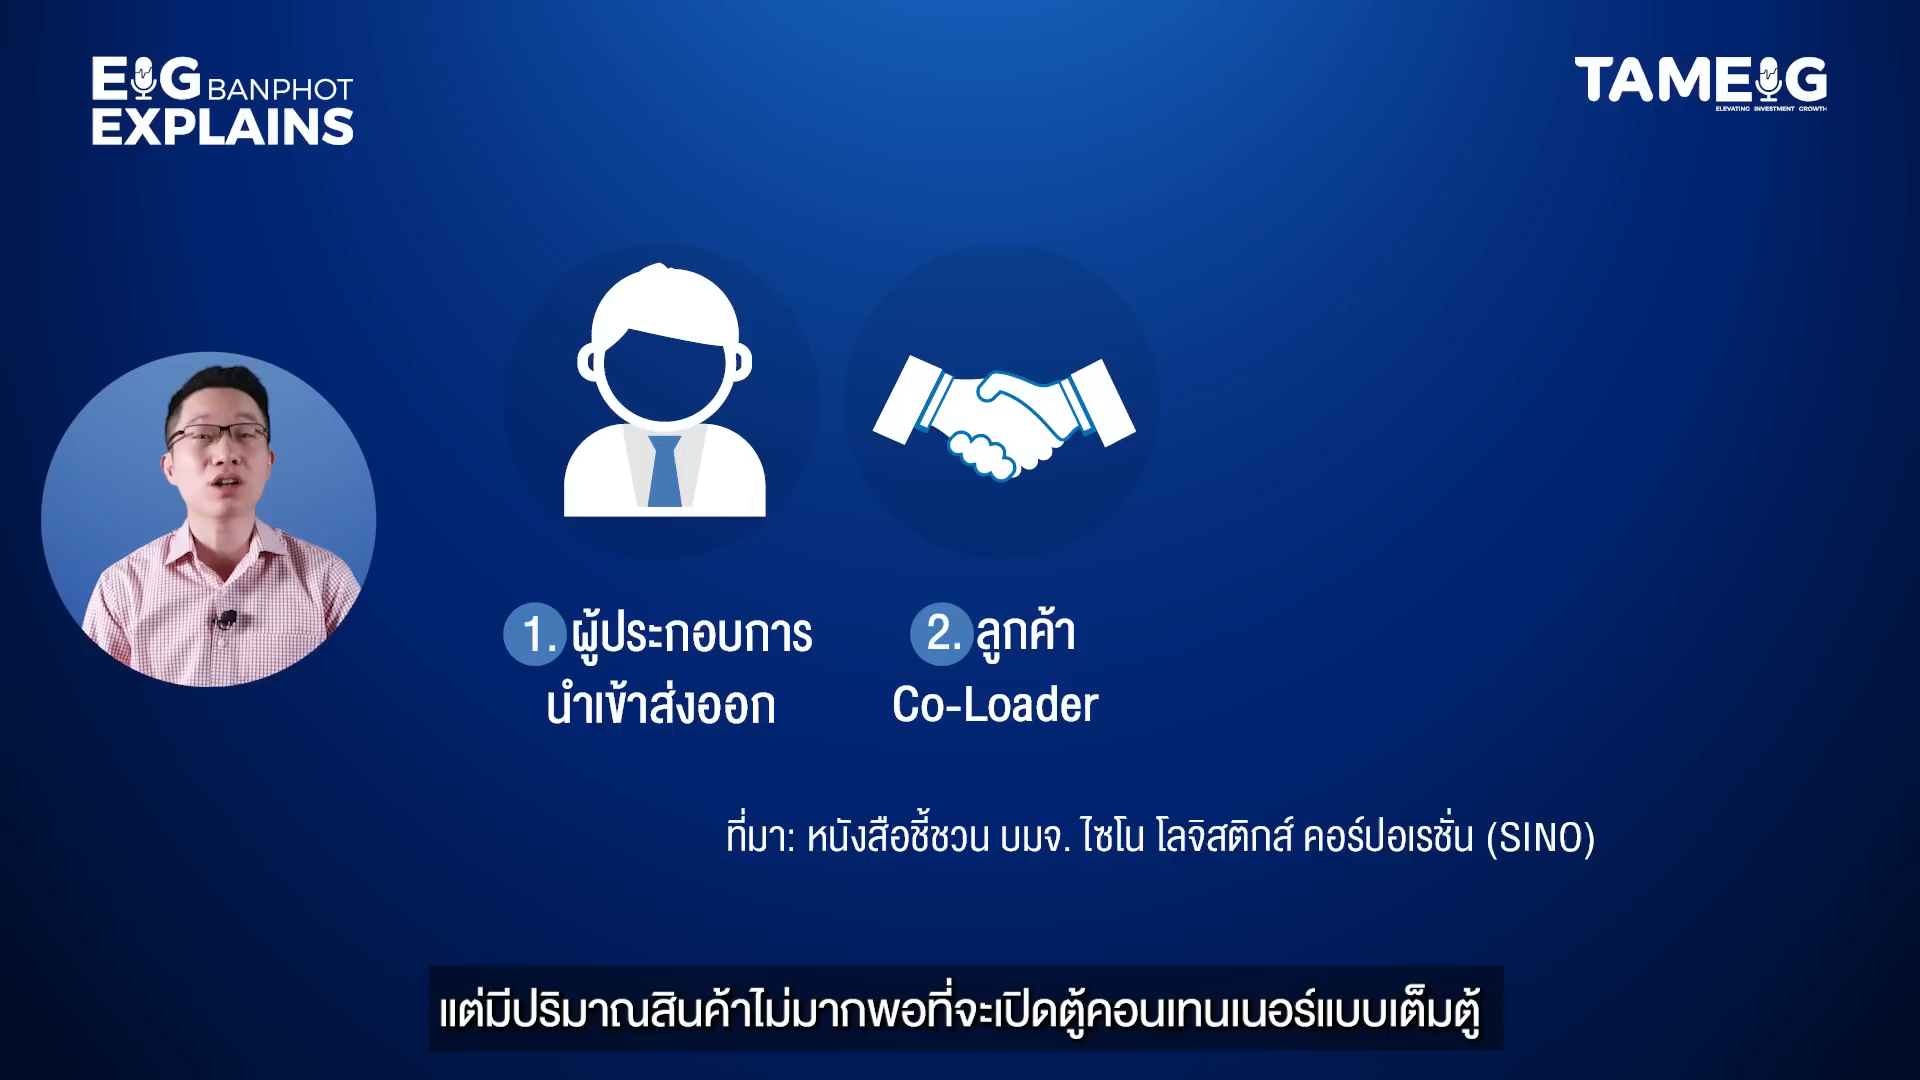 EIG BANPHOT
EXPLAINS
TAMEIG
ELEVATING INVESTMENT GROWTH
1. ผู้ประกอบการ
นำเข้าส่งออก
2. ลูกค้า
Co-Loader
ที่มา: หนังสือชี้ชวน บมจ. ไซโน โลจิสติกส์ คอร์ปอเรชั่น (SINO)
แต่มีปริมาณสินค้าไม่มากพอที่จะเปิดตู้คอนเทนเนอร์แบบเต็มตู้